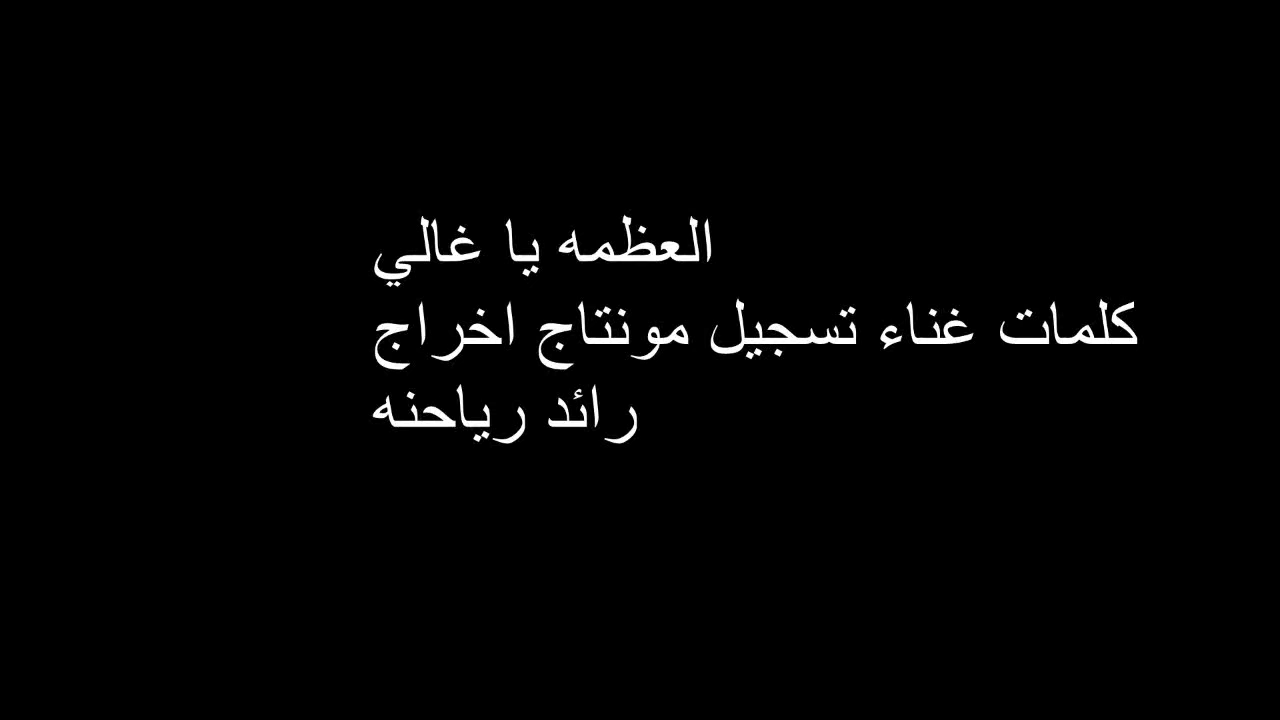 العظمه يا غالي
كلمات غناء تسجيل مونتاج اخراج
رائد رياحنه